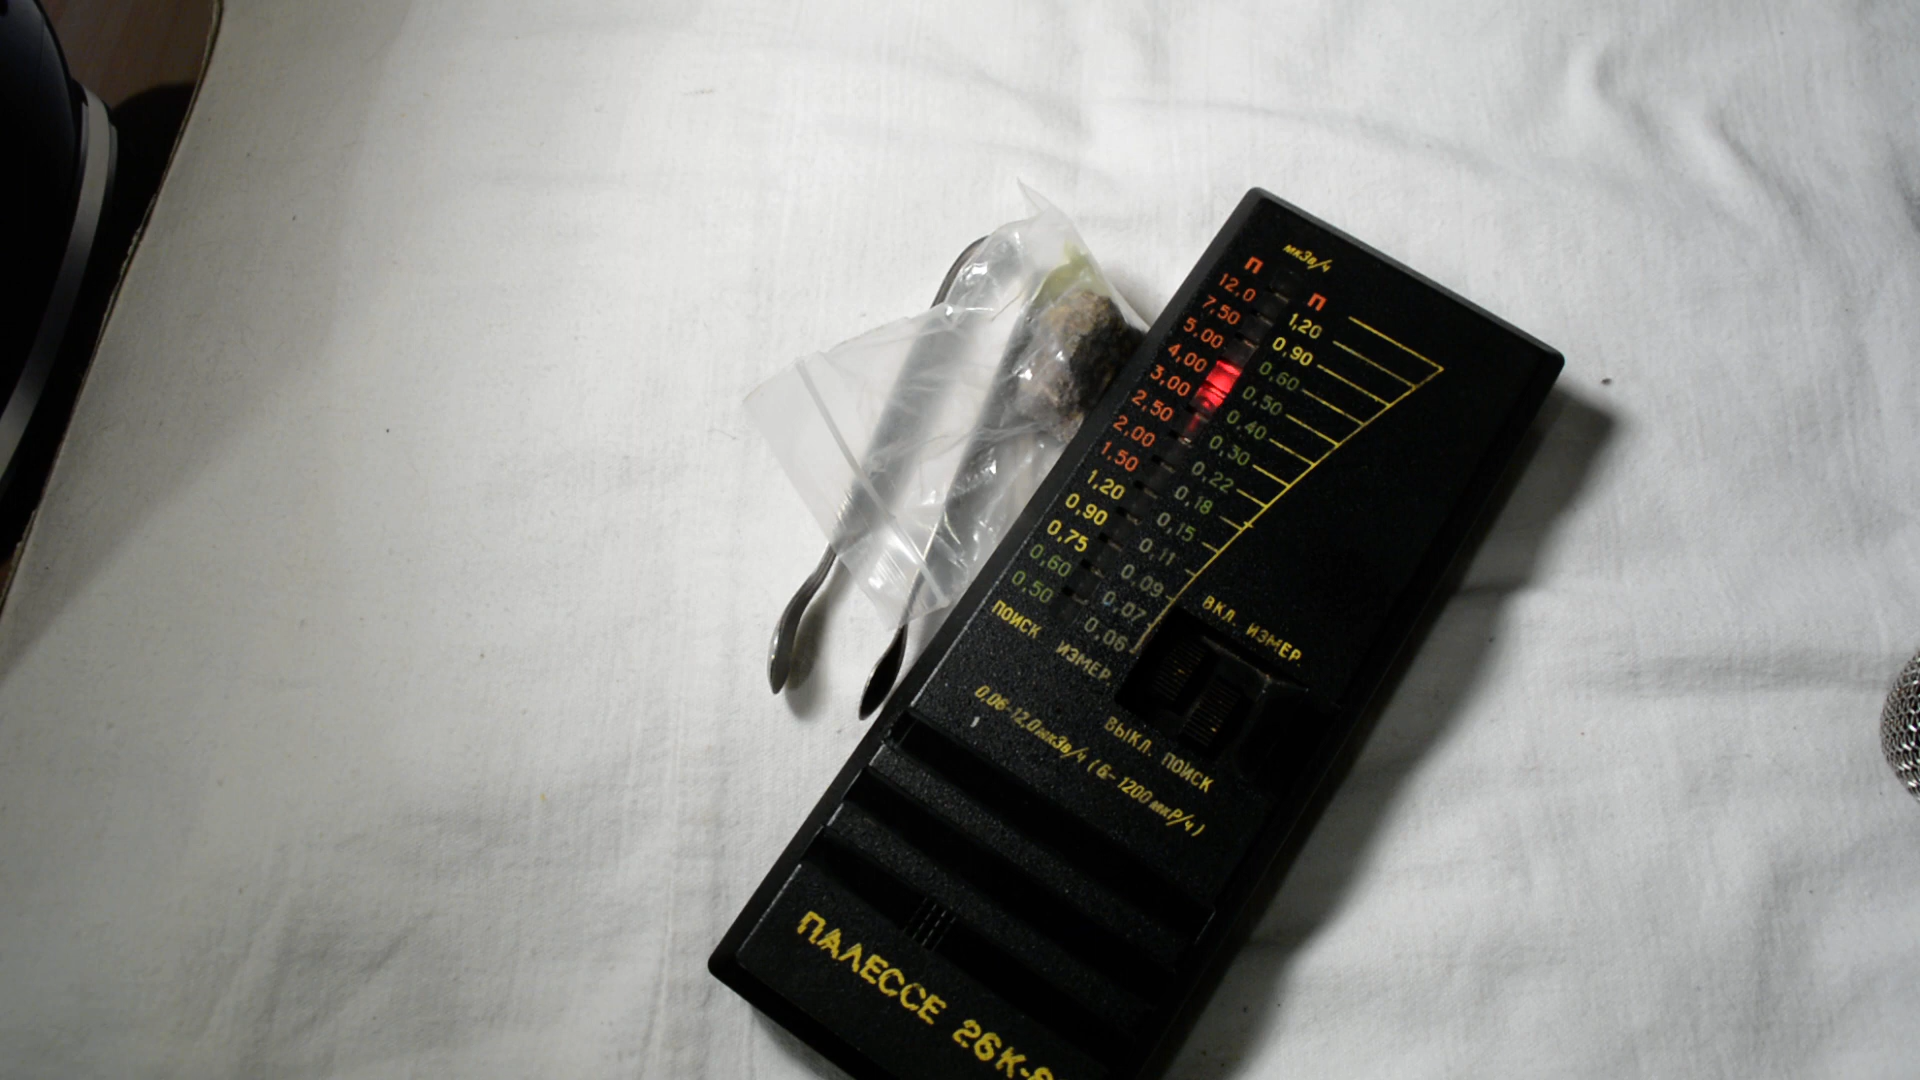 мкЗв/ч
П П
12,0 1,20
7,50 0,90
5,00 0,60
4,00 0,50
3,00 0,40
2,50 0,30
2,00 0,22
1,50 0,18
1,20 0,15
0,90 0,11
0,75 0,09
0,60 0,07
0,50 0,06
ПОИСК ИЗМЕР.
ВКЛ. ИЗМЕР.
ВЫКЛ. ПОИСК
0,06-12,0мкЗв/ч (6-1200 мкР/ч)
ПАЛЕССЕ 26К-